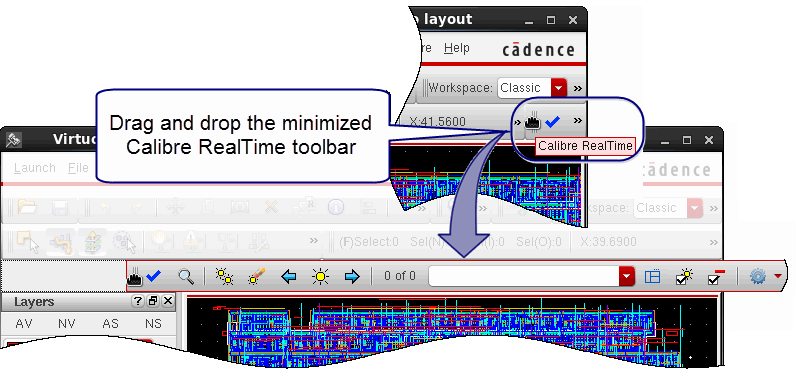 layout
re Help cādence
Workspace: Classic »
X:41.5600 »
Calibre RealTime
Drag and drop the minimized
Calibre RealTime toolbar
Virtuo
Launch File cādence
space: Classic »
» (F)Select:0 Sel(N) (I):0 Sel(O):0 X:39.6900 »
0 of 0
Layers
AV NV AS NS